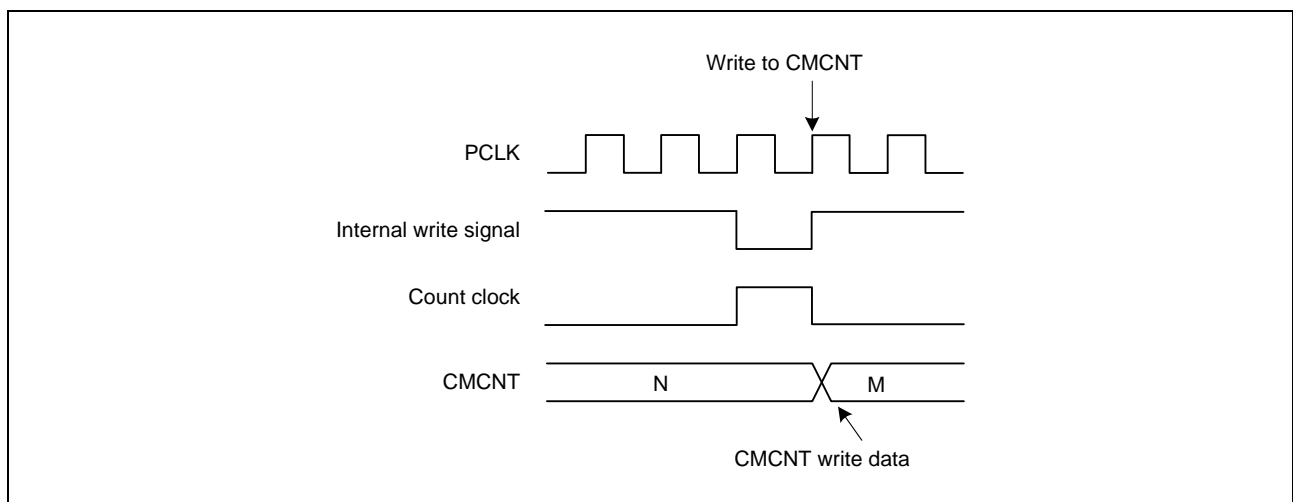 Write to CMCNT
PCLK
Internal write signal
Count clock
CMCNT
N
M
CMCNT write data